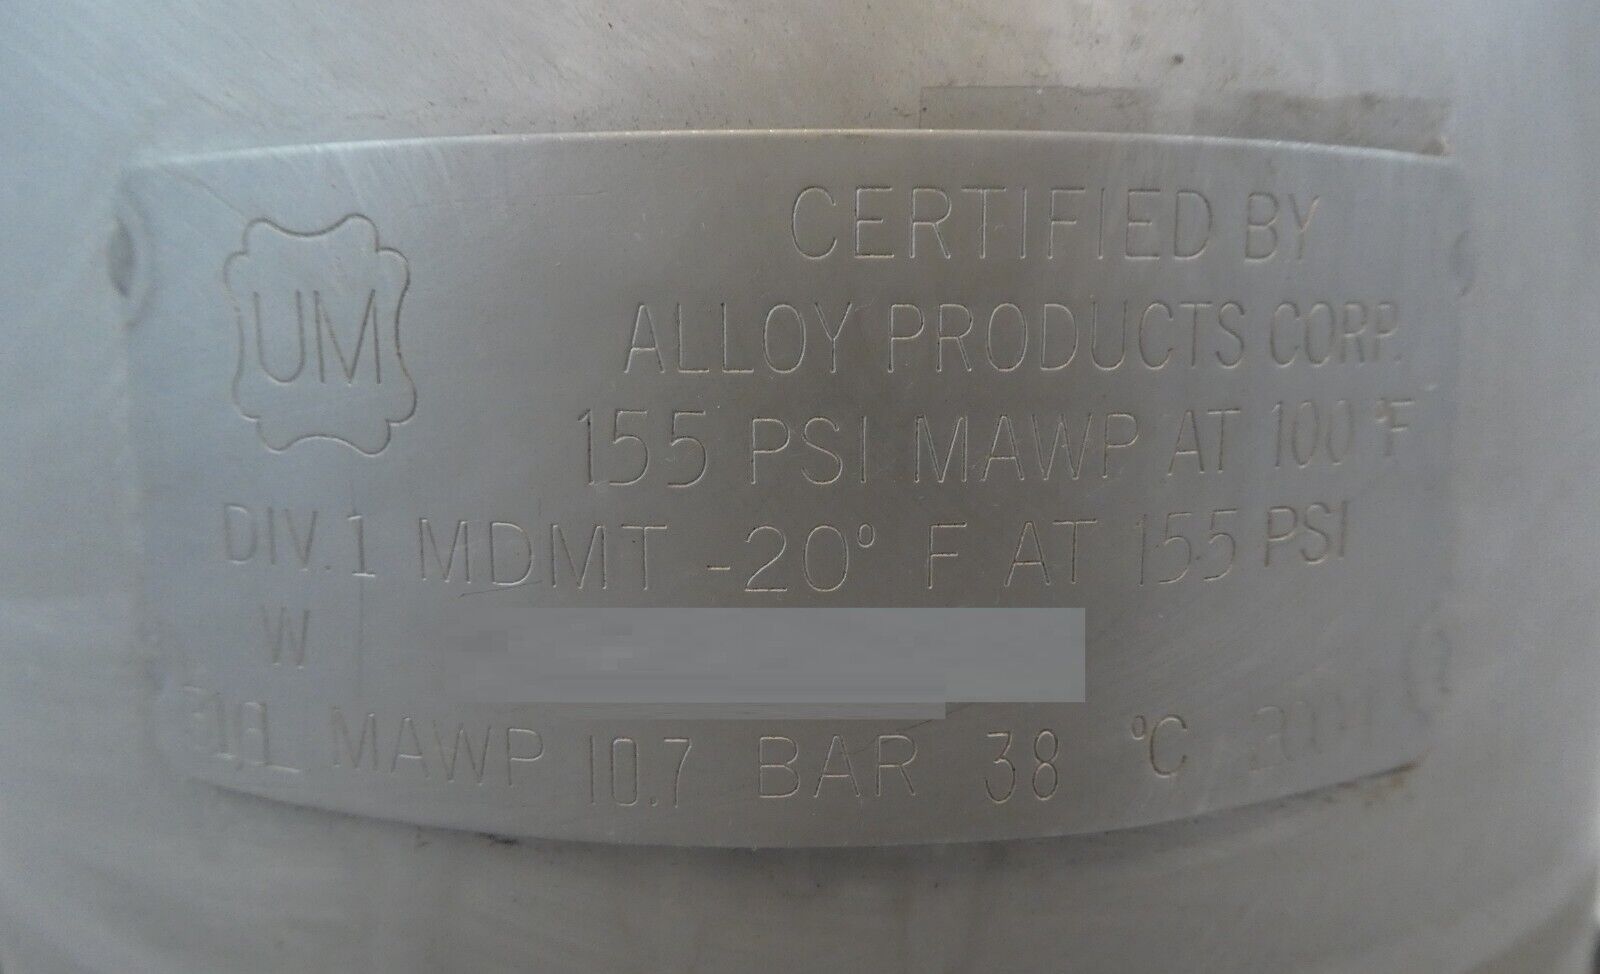 UM
CERTIFIED BY
ALLOY PRODUCTS CORP.
155 PSI MAWP AT 100 °F
DIV. 1 MDMT -20° F AT 155 PSI
W
MAWP 10.7 BAR 38 °C